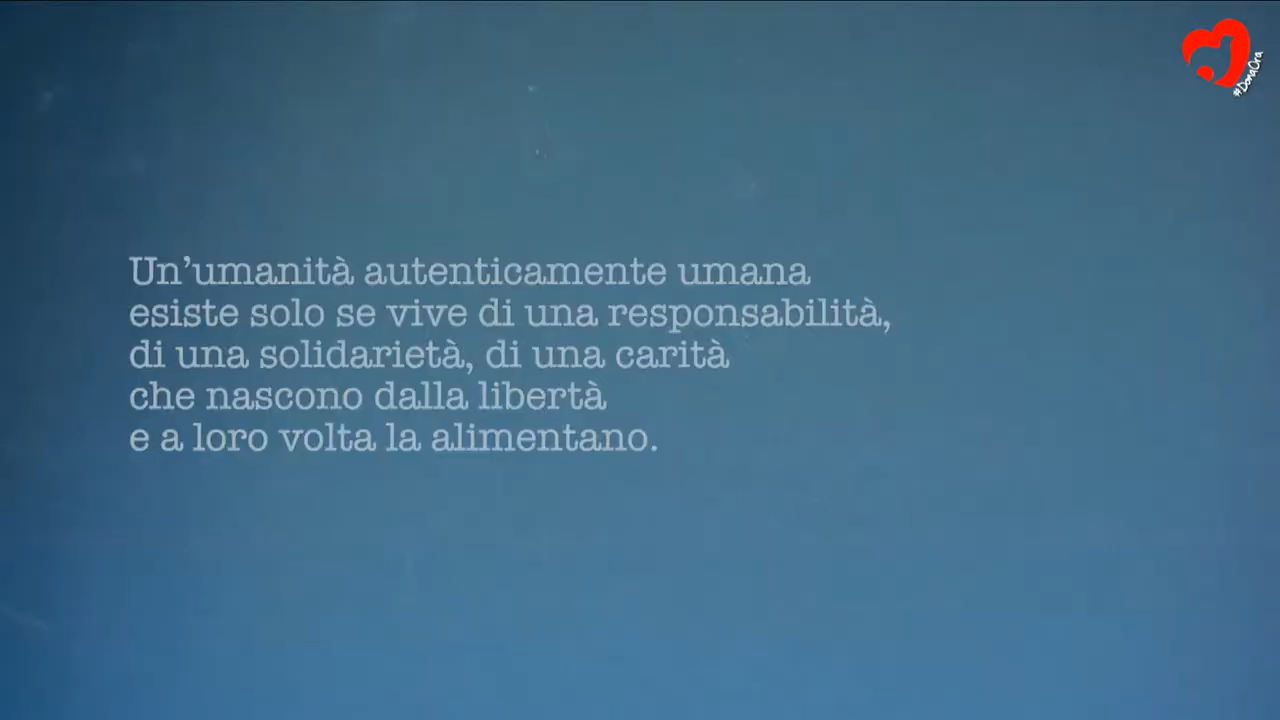 #DonaOra
Un'umanità autenticamente umana
esiste solo se vive di una responsabilità,
di una solidarietà, di una carità
che nascono dalla libertà
e a loro volta la alimentano.